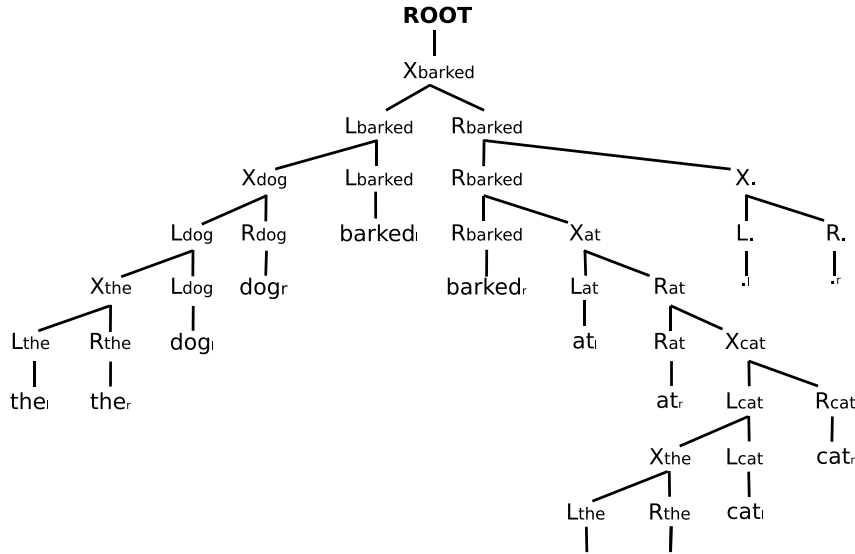 ROOT
Xbarked
Lbarked Rbarked
Xdog Lbarked Rbarked X.
Ldog Rdog barkedl Rbarked Xat L. R.
Xthe Ldog dogr barkedr Lat Rat .l .r
Lthe Rthe dogl atl Rat Xcat
thel ther atr Lcat Rcat
Xthe Lcat catr
Lthe Rthe catl